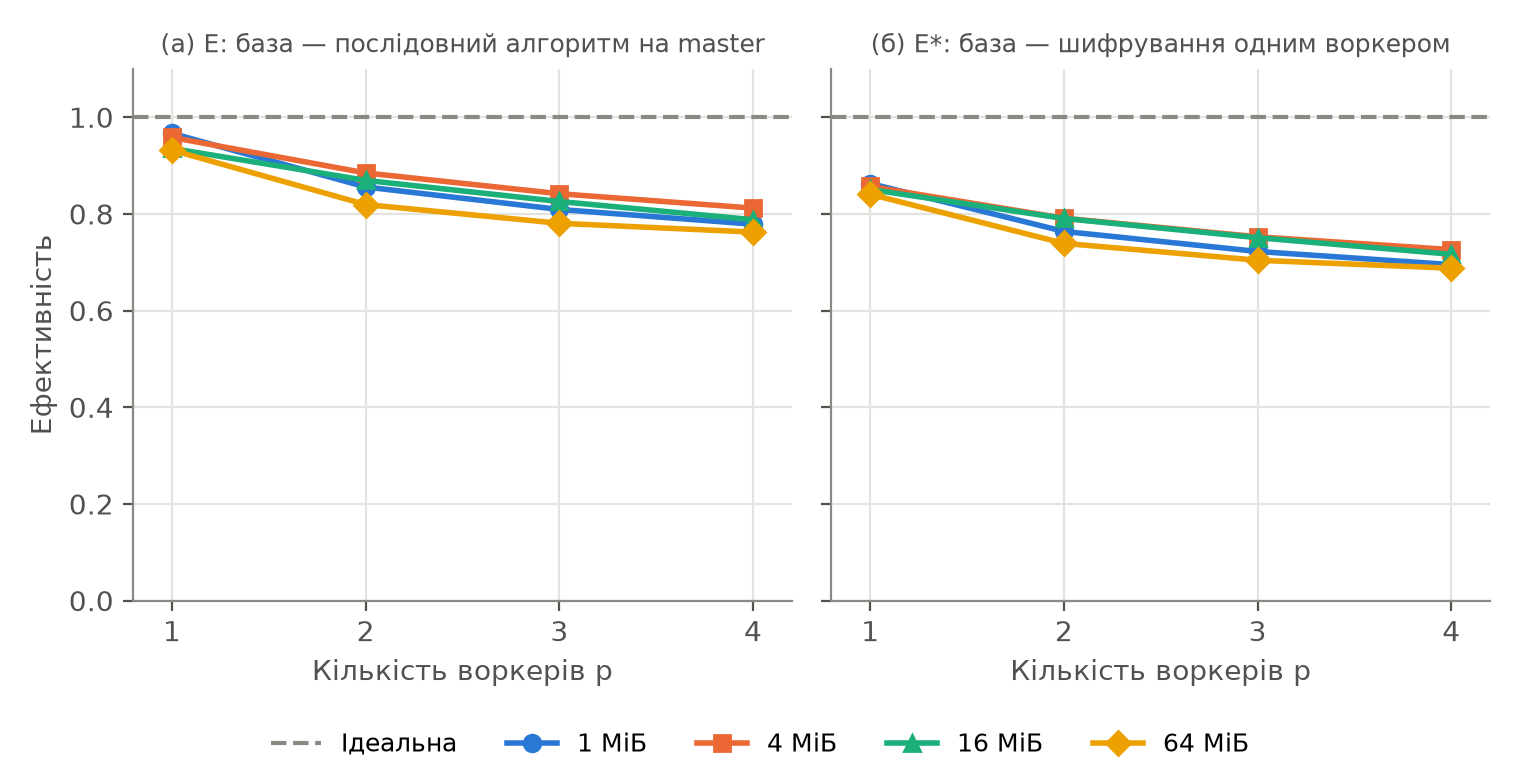 (а) E: база — послідовний алгоритм на master
(б) E*: база — шифрування одним воркером
Ефективність
1.0
0.8
0.6
0.4
0.2
0.0
1 2 3 4
1 2 3 4
Кількість воркерів p
Кількість воркерів p
Ідеальна 1 МіБ 4 МіБ 16 МіБ 64 МіБ